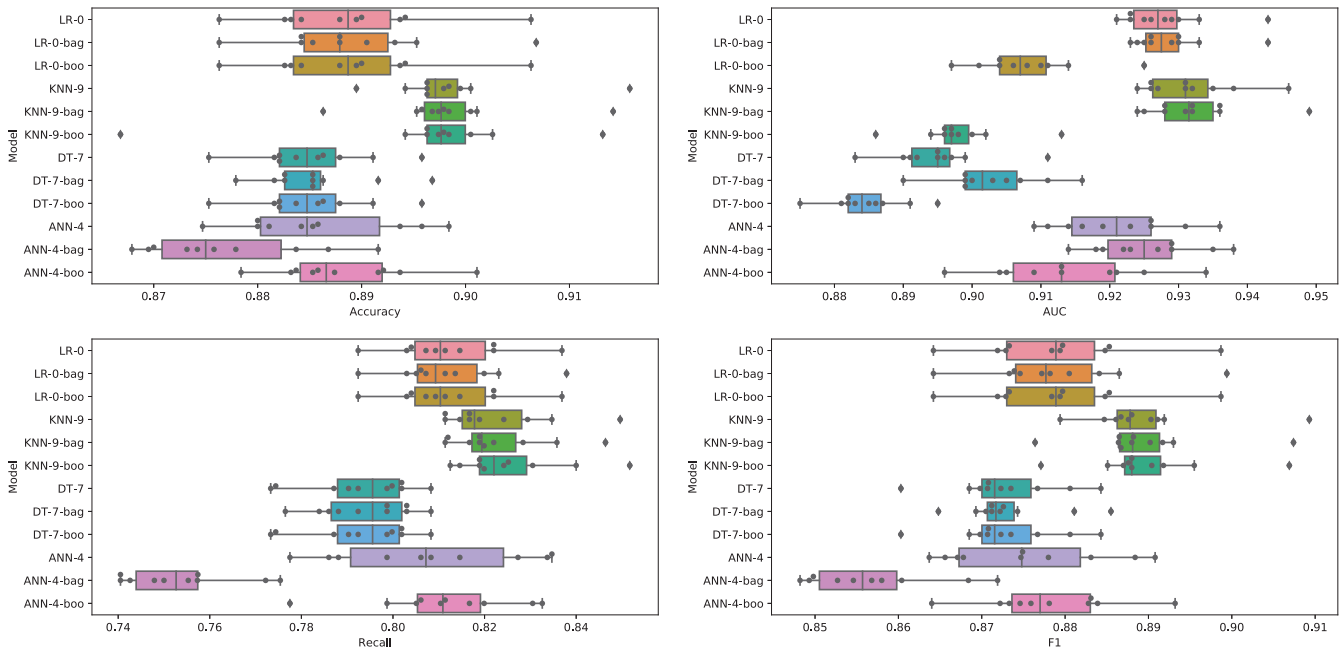 LR-0
LR-0-bag
LR-0-boo
KNN-9
KNN-9-bag
KNN-9-boo
DT-7
DT-7-bag
DT-7-boo
ANN-4
ANN-4-bag
ANN-4-boo
Model
0.87 0.88 0.89 0.90 0.91
Accuracy
LR-0
LR-0-bag
LR-0-boo
KNN-9
KNN-9-bag
KNN-9-boo
DT-7
DT-7-bag
DT-7-boo
ANN-4
ANN-4-bag
ANN-4-boo
Model
0.88 0.89 0.90 0.91 0.92 0.93 0.94 0.95
AUC
LR-0
LR-0-bag
LR-0-boo
KNN-9
KNN-9-bag
KNN-9-boo
DT-7
DT-7-bag
DT-7-boo
ANN-4
ANN-4-bag
ANN-4-boo
Model
0.74 0.76 0.78 0.80 0.82 0.84
Recall
LR-0
LR-0-bag
LR-0-boo
KNN-9
KNN-9-bag
KNN-9-boo
DT-7
DT-7-bag
DT-7-boo
ANN-4
ANN-4-bag
ANN-4-boo
Model
0.85 0.86 0.87 0.88 0.89 0.90 0.91
F1